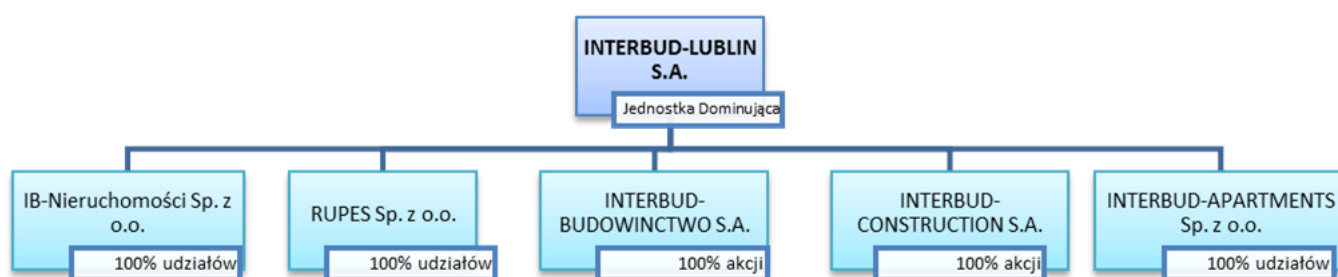 INTERBUD-LUBLIN
S.A.
Jednostka Dominująca
IB-Nieruchomości Sp. z
o.o.
100% udziałów
RUPES Sp. z o.o.
100% udziałów
INTERBUD-
BUDOWINCTWO S.A.
100% akcji
INTERBUD-
CONSTRUCTION S.A.
100% akcji
INTERBUD-APARTMENTS
Sp. z o.o.
100% udziałów